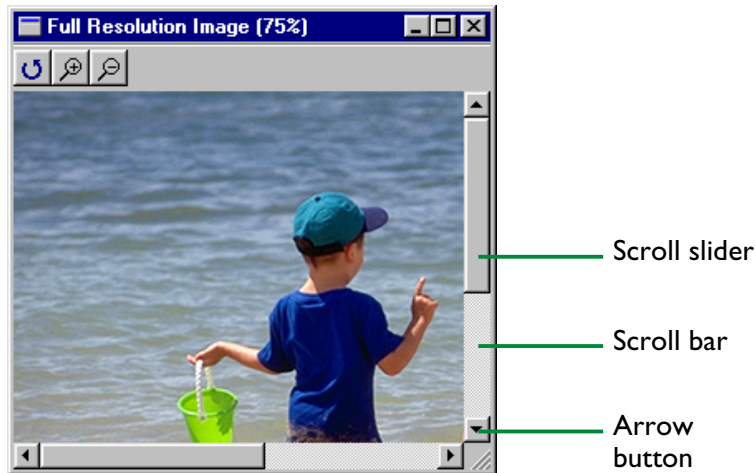 Full Resolution Image (75%)
Scroll slider
Scroll bar
Arrow
button